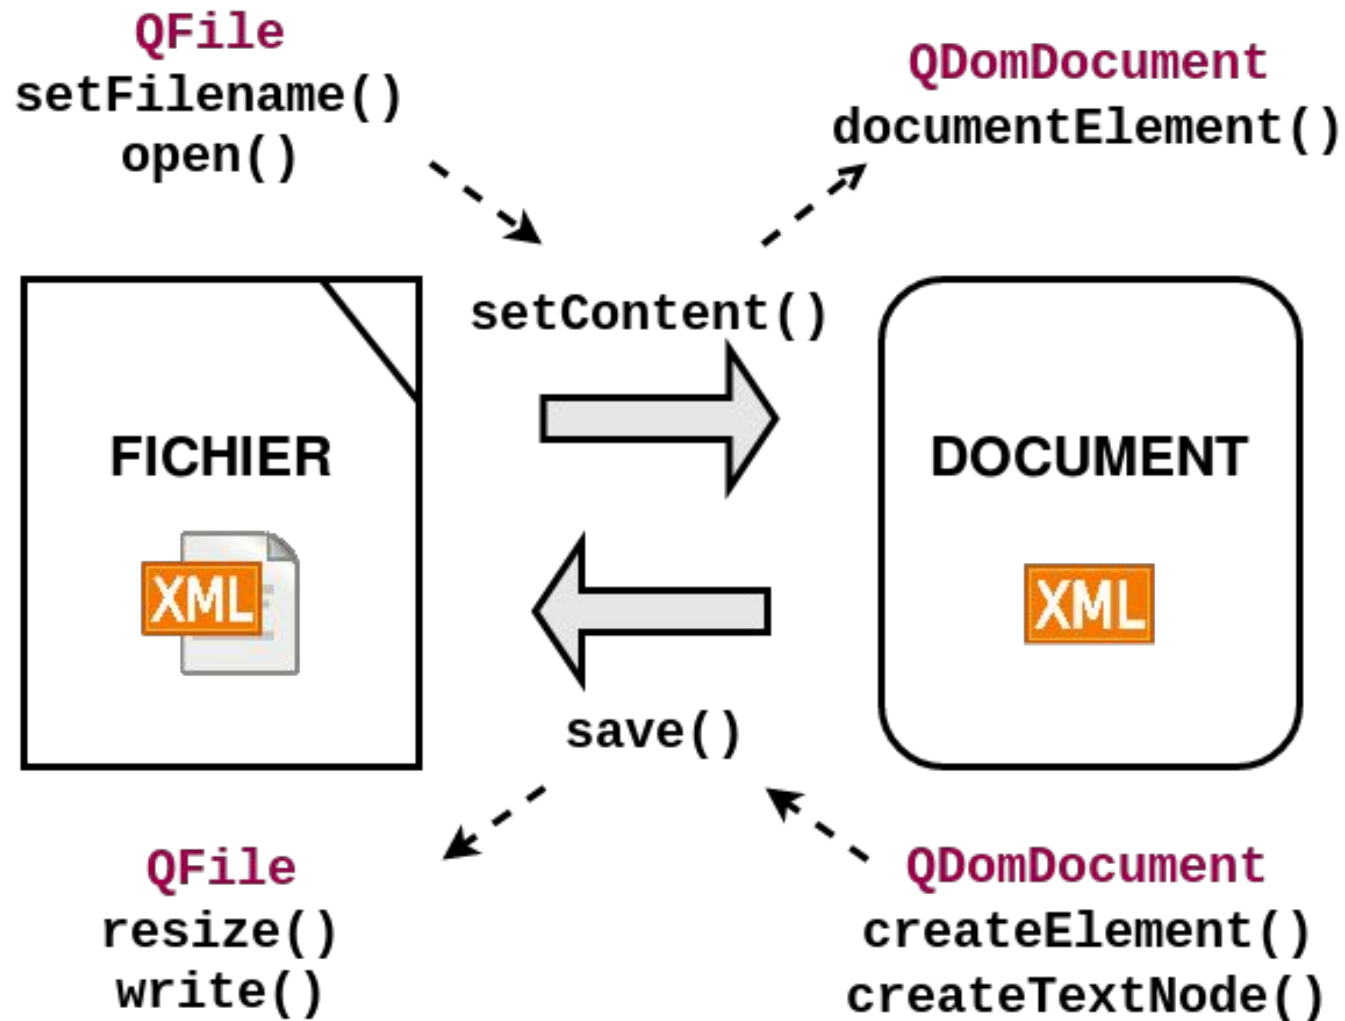 QFile
setFilename()
open()
QDomDocument
documentElement()
setContent()
FICHIER
XML
DOCUMENT
XML
save()
QFile
resize()
write()
QDomDocument
createElement()
createTextNode()